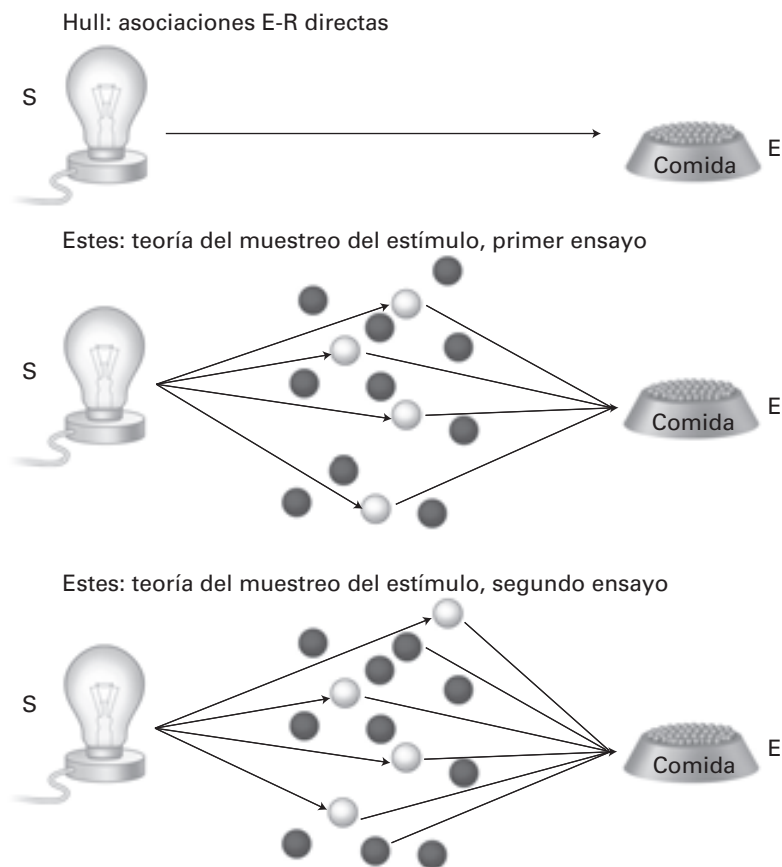 Hull: asociaciones E-R directas
S
Comida
E
Estes: teoría del muestreo del estímulo, primer ensayo
S
Comida
E
Estes: teoría del muestreo del estímulo, segundo ensayo
S
Comida
E